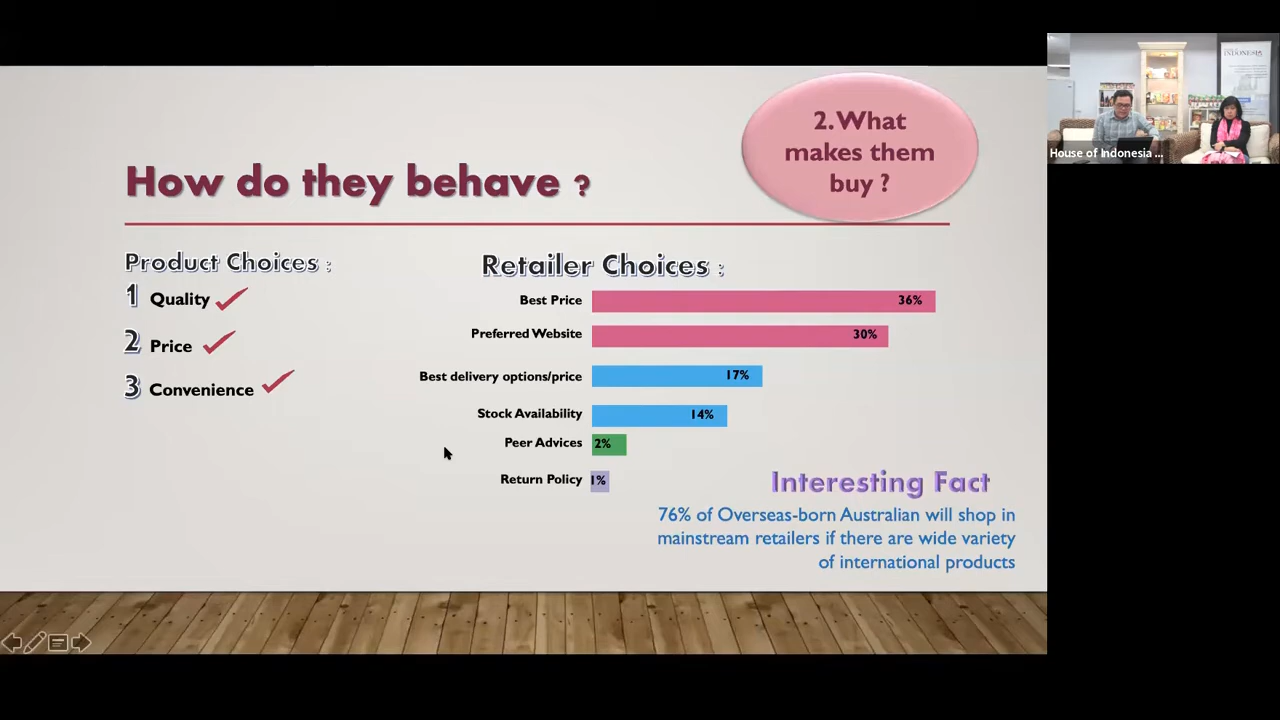 2. What
makes them
buy ?
How do they behave ?
Product Choices :
1 Quality
2 Price
3 Convenience
Retailer Choices :
Best Price 36%
Preferred Website 30%
Best delivery options/price 17%
Stock Availability 14%
Peer Advices 2%
Return Policy 1%
Interesting Fact
76% of Overseas-born Australian will shop in
mainstream retailers if there are wide variety
of international products
INDONESIA
House of Indonesia ...